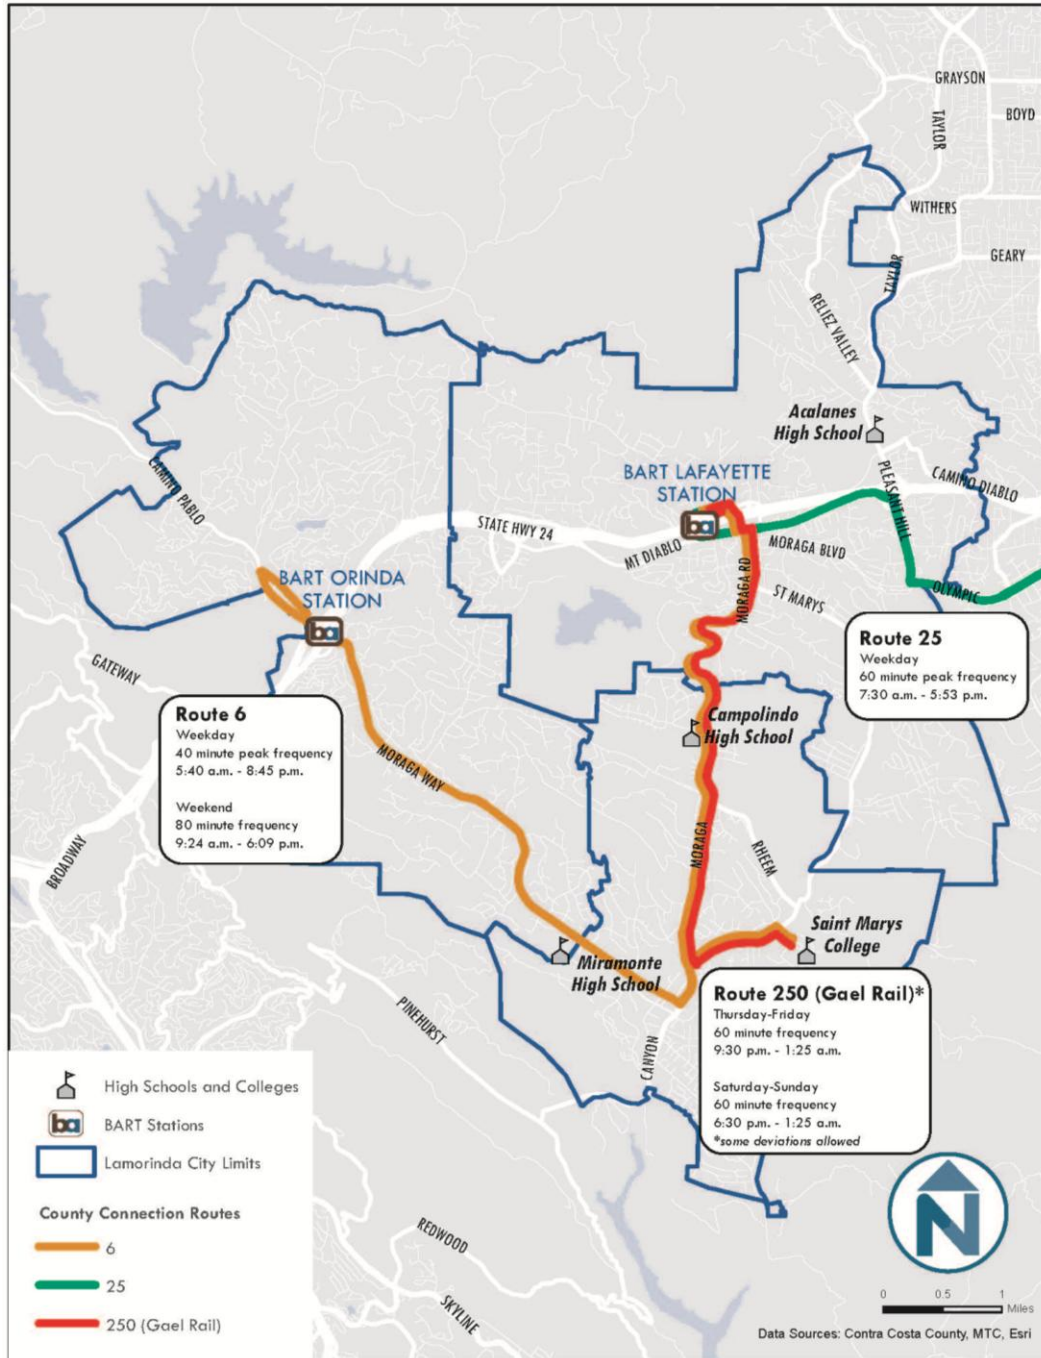 GRAYSON
BOYD
TAYLOR
WITHERS
GEARY
TAYLOR
RELIEZ VALLEY
Acalanes
High School
BART LAFAYETTE
STATION
PLEASANT HILL
CAMINO DIABLO
CAMINO PABLO
STATE HWY 24
MT DIABLO
MORAGA BLVD
BART ORINDA
STATION
MORAGA RD
ST MARYS
OLYMPIC
ba
ba
GATEWAY
Route 25
Weekday
60 minute peak frequency
7:30 a.m. - 5:53 p.m.
Route 6
Weekday
40 minute peak frequency
5:40 a.m. - 8:45 p.m.
Weekend
80 minute frequency
9:24 a.m. - 6:09 p.m.
Campolindo
High School
MORAGA WAY
BROADWAY
MORAGA
RHEEM
Saint Marys
College
Miramonte
High School
PINEHURST
CANYON
Route 250 (Gael Rail)*
Thursday-Friday
60 minute frequency
9:30 p.m. - 1:25 a.m.
Saturday-Sunday
60 minute frequency
6:30 p.m. - 1:25 a.m.
*some deviations allowed
High Schools and Colleges
ba
BART Stations
Lamorinda City Limits
County Connection Routes
6
25
250 (Gael Rail)
REDWOOD
SKYLINE
N
0 0.5 1
Miles
Data Sources: Contra Costa County, MTC, Esri